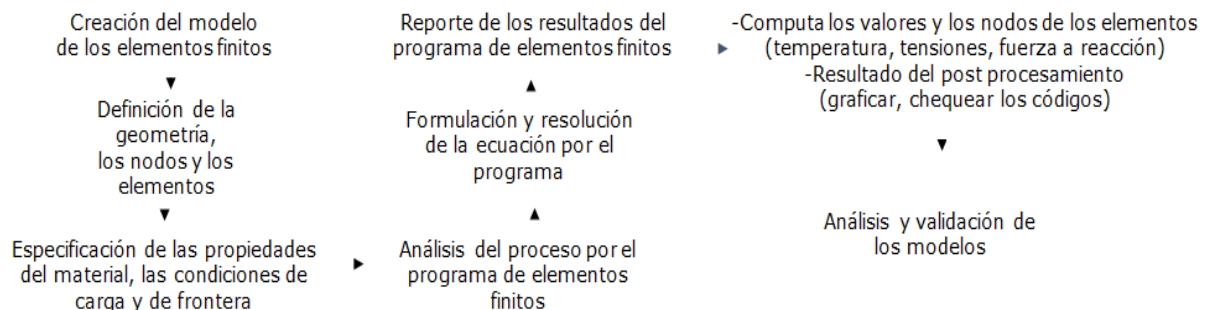 Creación del modelo
de los elementos finitos
Definición de la
geometría,
los nodos y los
elementos
Especificación de las propiedades
del material, las condiciones de
carga y de frontera
Análisis del proceso por el
programa de elementos
finitos
Formulación y resolución
de la ecuación por el
programa
Reporte de los resultados del
programa de elementos finitos
-Computa los valores y los nodos de los elementos
(temperatura, tensiones, fuerza a reacción)
-Resultado del post procesamiento
(graficar, chequear los códigos)
Análisis y validación de
los modelos